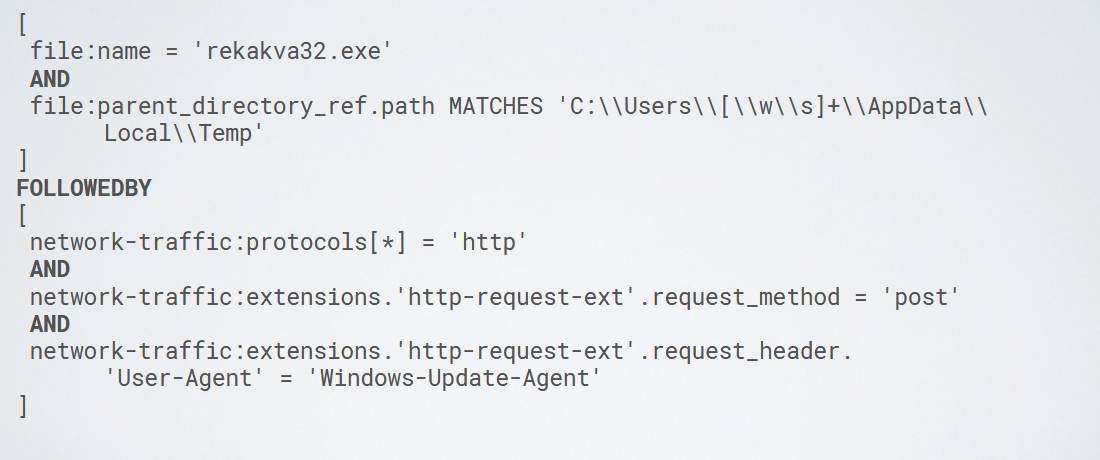 [
file:name = 'rekakva32.exe'
AND
file:parent_directory_ref.path MATCHES 'C:\\Users\\[\\w\\s]+\\AppData\\
Local\\Temp'
]
FOLLOWEDBY
[
network-traffic:protocols[*] = 'http'
AND
network-traffic:extensions.'http-request-ext'.request_method = 'post'
AND
network-traffic:extensions.'http-request-ext'.request_header.
'User-Agent' = 'Windows-Update-Agent'
]